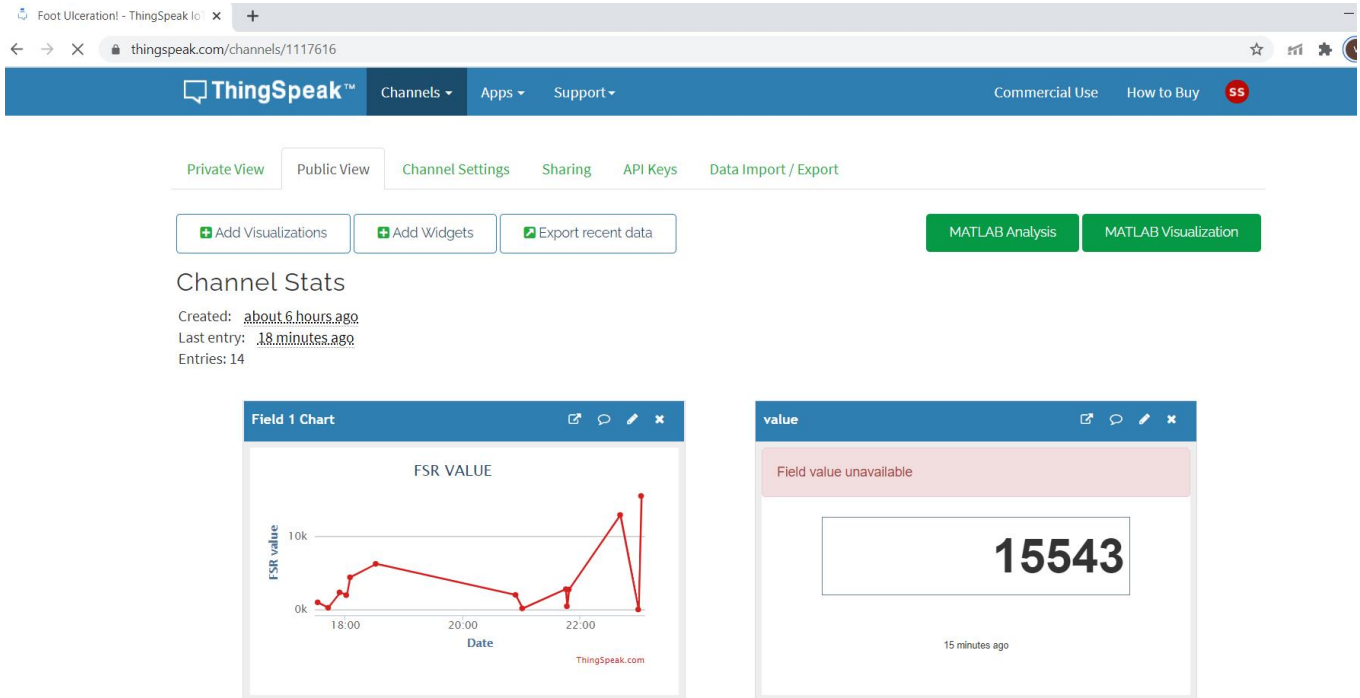 Foot Ulceration! - ThingSpeak IoT
thingspeak.com/channels/1117616
ThingSpeak™ Channels Apps Support Commercial Use How to Buy SS
Private View Public View Channel Settings Sharing API Keys Data Import / Export
Add Visualizations Add Widgets Export recent data MATLAB Analysis MATLAB Visualization
Channel Stats
Created: about 6 hours ago
Last entry: 18 minutes ago
Entries: 14
Field 1 Chart
FSR VALUE
FSR value
10k
0k
18:00 20:00 22:00
Date
ThingSpeak.com
value
Field value unavailable
15543
15 minutes ago